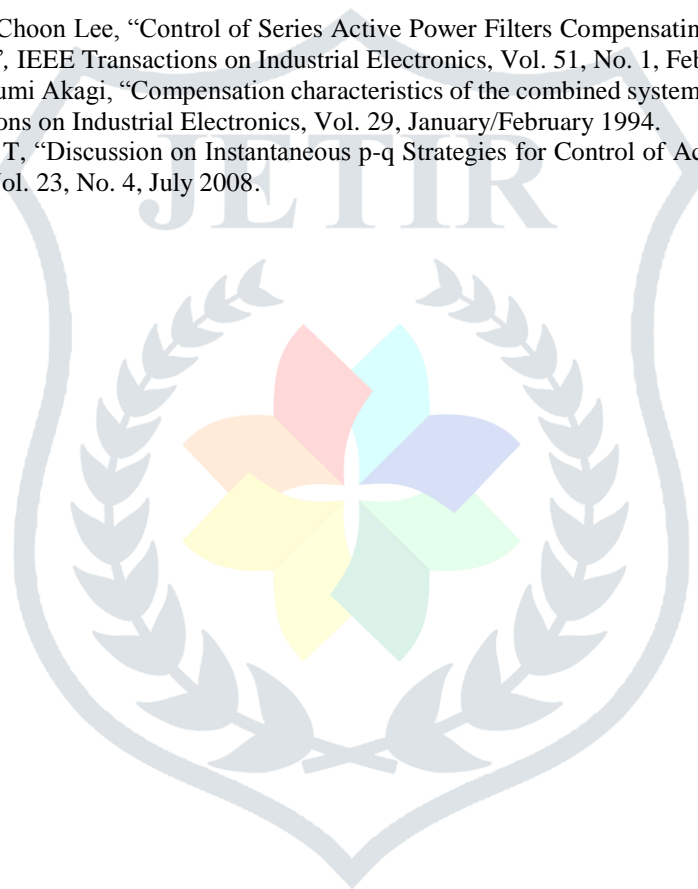 Choon Lee, “Control of Series Active Power Filters Compensatin
”, IEEE Transactions on Industrial Electronics, Vol. 51, No. 1, Feb
umi Akagi, “Compensation characteristics of the combined system
ons on Industrial Electronics, Vol. 29, January/February 1994.
T, “Discussion on Instantaneous p-q Strategies for Control of Ac
Vol. 23, No. 4, July 2008.
JETIR